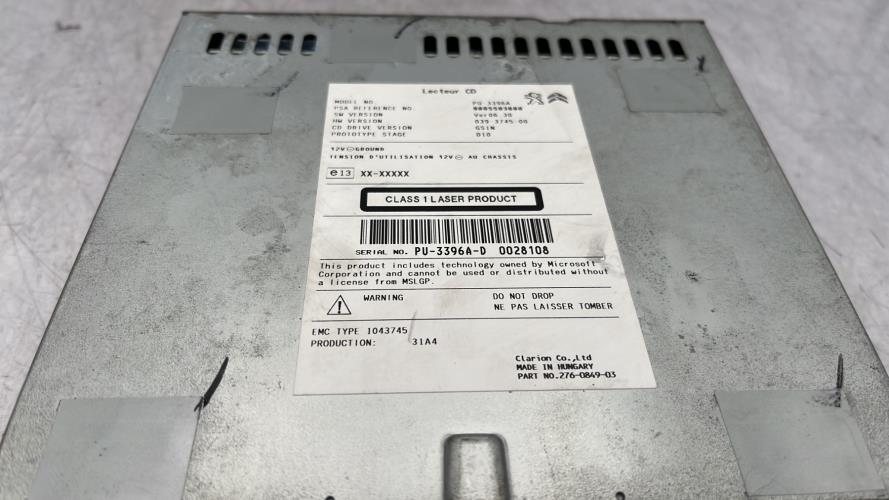 Lecteur CD
MODEL NO. PU-3396A
PSA REFERENCE NO.
SW VERSION Ver06.30
HW VERSION 039-3745-00
CD DRIVE VERSION GSIN
PROTOTYPE STAGE
12V⊖GROUND
TENSION D'UTILISATION 12V⊖ AU CHASSIS
e13 XX-XXXXX
CLASS 1 LASER PRODUCT
SERIAL NO. PU-3396A-D 0028108
This product includes technology owned by Microsoft
Corporation and cannot be used or distributed without
a license from MSLGP.
WARNING DO NOT DROP
NE PAS LAISSER TOMBER
EMC TYPE 1043745
PRODUCTION: 31A4
Clarion Co.,Ltd
MADE IN HUNGARY
PART NO.276-0849-03